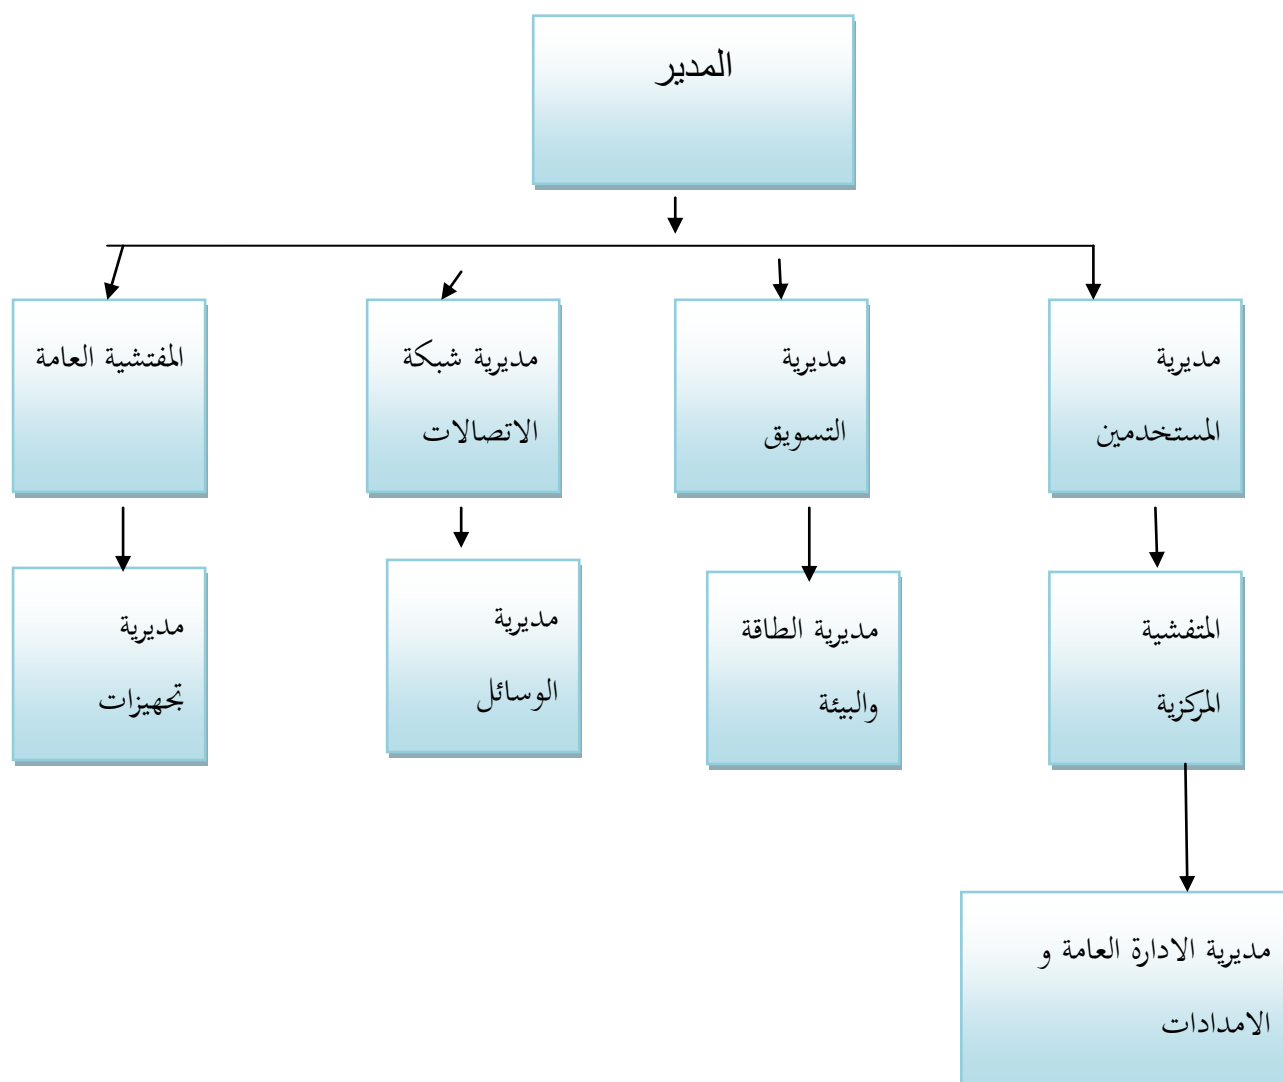 المدير
مديرية
المستخدمين
مديرية
التسويق
مديرية شبكة
الاتصالات
المفتشية العامة
المتفشية
المركزية
مديرية الطاقة
والبيئة
مديرية
الوسائل
مديرية
تجهيزات
مديرية الادارة العامة و
الامدادات